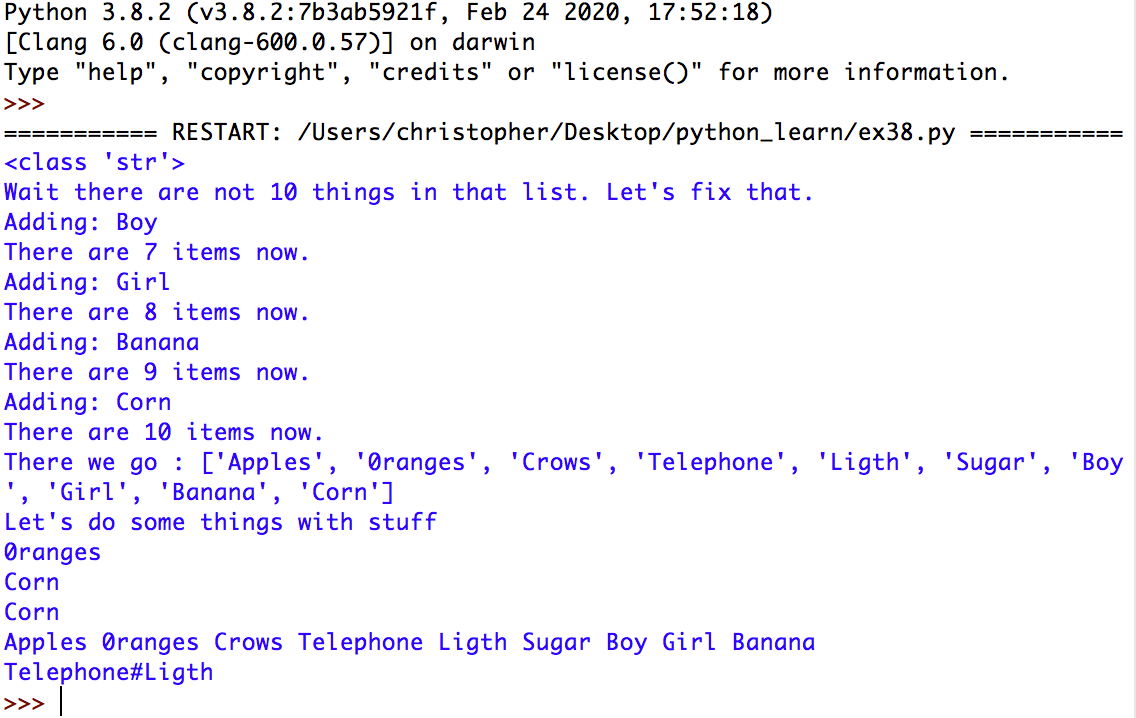 Python 3.8.2 (v3.8.2:7b3ab5921f, Feb 24 2020, 17:52:18)
[Clang 6.0 (clang-600.0.57)] on darwin
Type "help", "copyright", "credits" or "license()" for more information.
>>>
=========== RESTART: /Users/christopher/Desktop/python_learn/ex38.py ===========
<class 'str'>
Wait there are not 10 things in that list. Let's fix that.
Adding: Boy
There are 7 items now.
Adding: Girl
There are 8 items now.
Adding: Banana
There are 9 items now.
Adding: Corn
There are 10 items now.
There we go : ['Apples', '0ranges', 'Crows', 'Telephone', 'Ligth', 'Sugar', 'Boy
', 'Girl', 'Banana', 'Corn']
Let's do some things with stuff
0ranges
Corn
Corn
Apples 0ranges Crows Telephone Ligth Sugar Boy Girl Banana
Telephone#Ligth
>>>